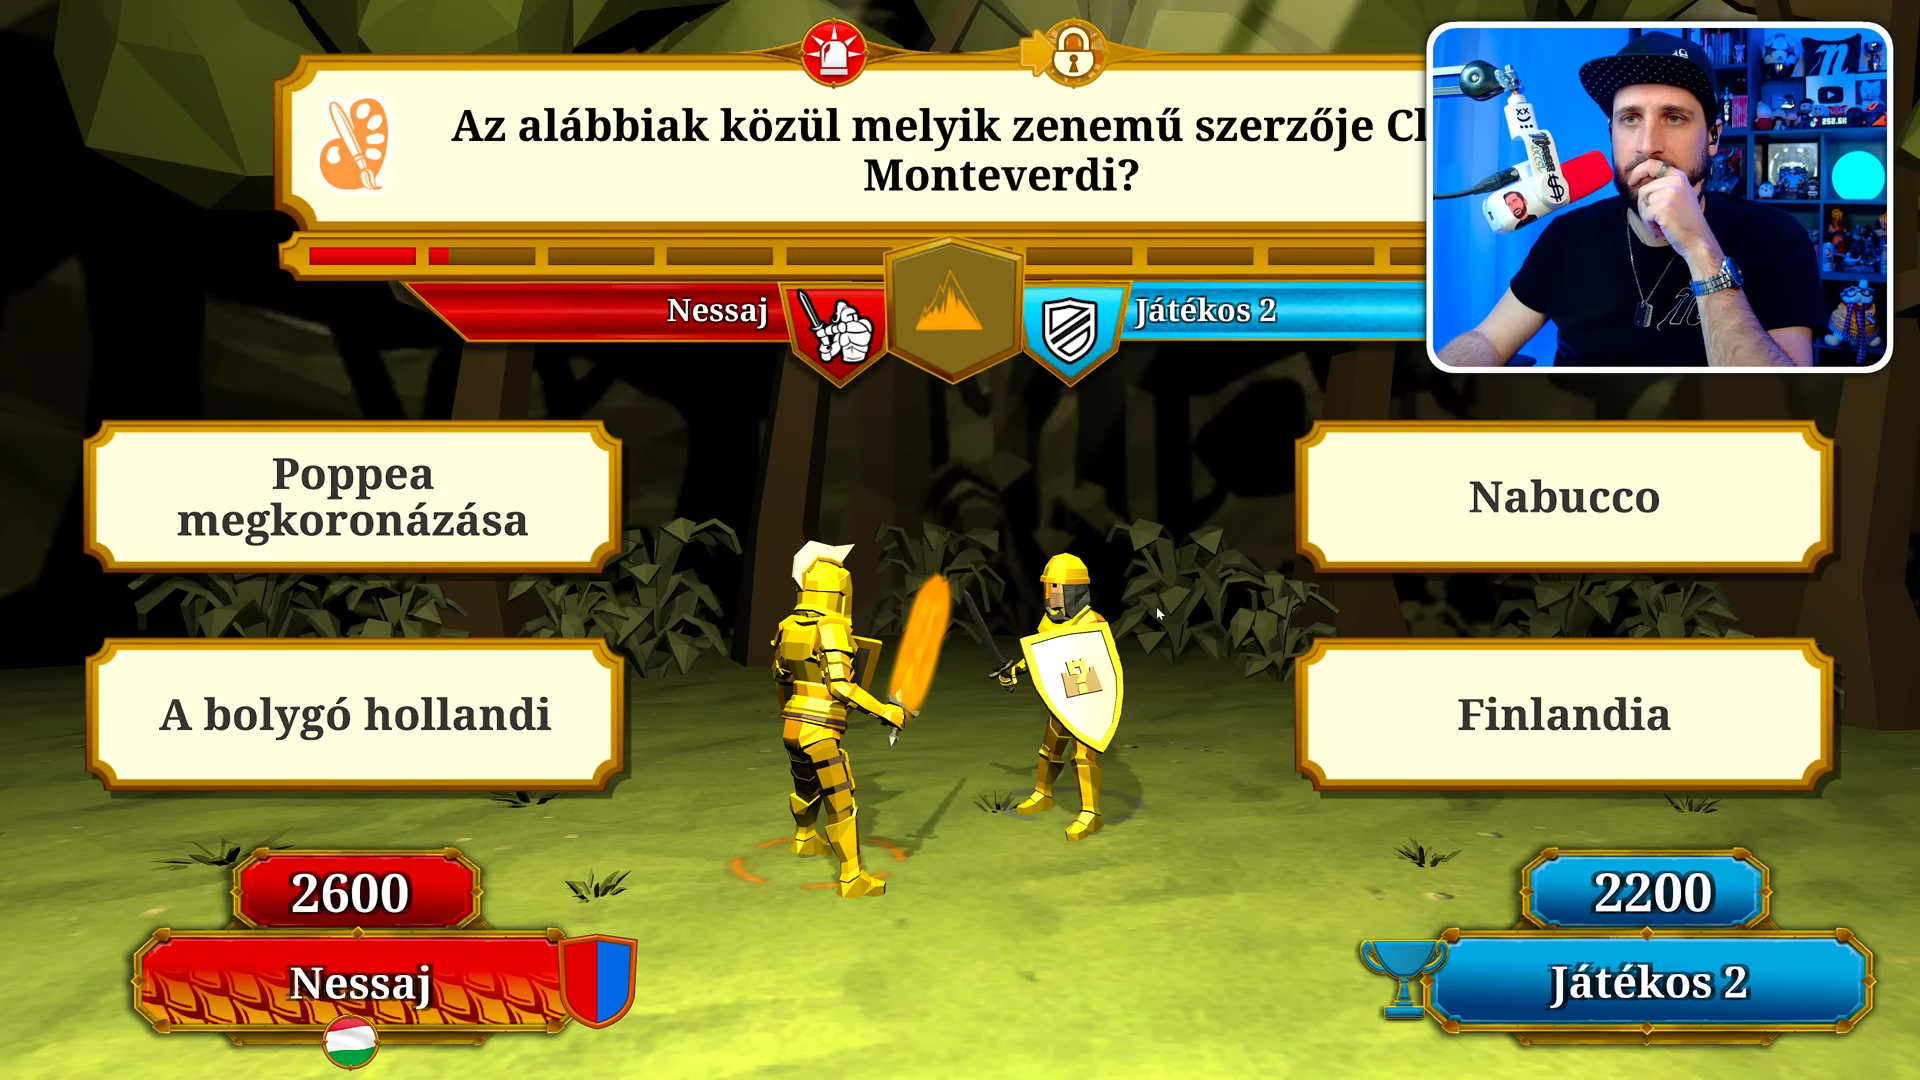 Az alábbiak közül melyik zenemű szerzője Cl
Monteverdi?
Nessaj
Játékos 2
Poppea
megkoronázása
Nabucco
A bolygó hollandi
Finlandia
2600
Nessaj
2200
Játékos 2